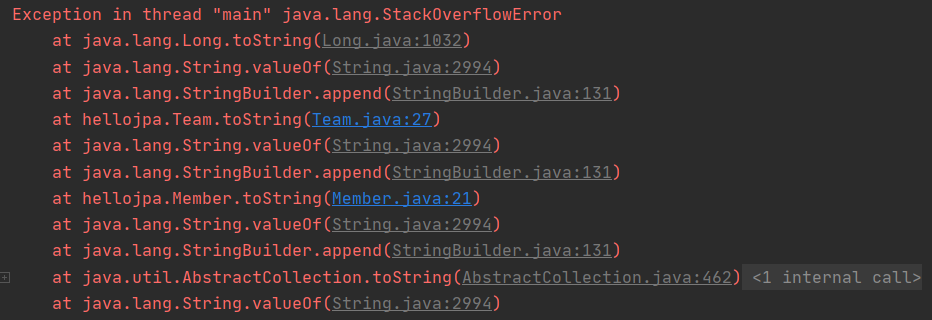 Exception in thread "main" java.lang.StackOverflowError
at java.lang.Long.toString(Long.java:1032)
at java.lang.String.valueOf(String.java:2994)
at java.lang.StringBuilder.append(StringBuilder.java:131)
at hellojpa.Team.toString(Team.java:27)
at java.lang.String.valueOf(String.java:2994)
at java.lang.StringBuilder.append(StringBuilder.java:131)
at hellojpa.Member.toString(Member.java:21)
at java.lang.String.valueOf(String.java:2994)
at java.lang.StringBuilder.append(StringBuilder.java:131)
at java.util.AbstractCollection.toString(AbstractCollection.java:462) <1 internal call>
at java.lang.String.valueOf(String.java:2994)